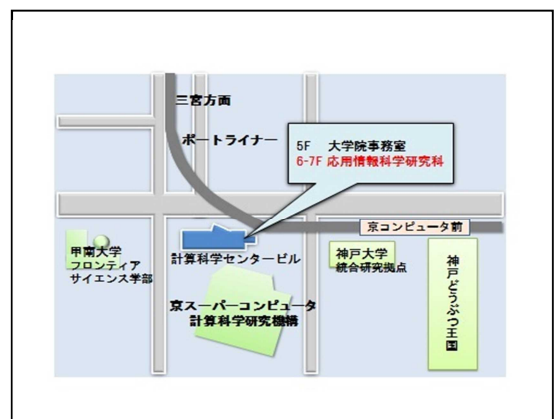 三宮方面
ポートライナー
5F 大学院事務室
6-7F 応用情報科学研究科
京コンピュータ前
甲南大学
フロンティア
サイエンス学部
計算科学センタービル
神戸大学
統合研究拠点
神戸どうぶつ王国
京スーパーコンピュータ
計算科学研究機構